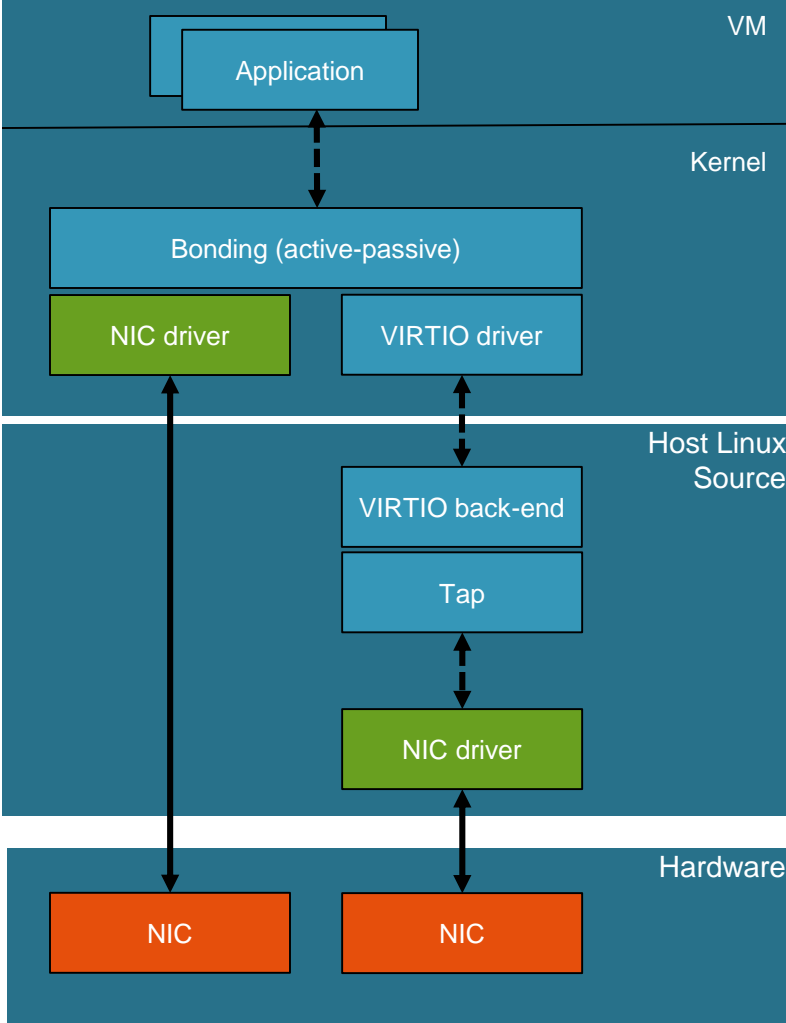 VM
Application
Kernel
Bonding (active-passive)
NIC driver
VIRTIO driver
Host Linux
Source
VIRTIO back-end
Tap
NIC driver
Hardware
NIC
NIC